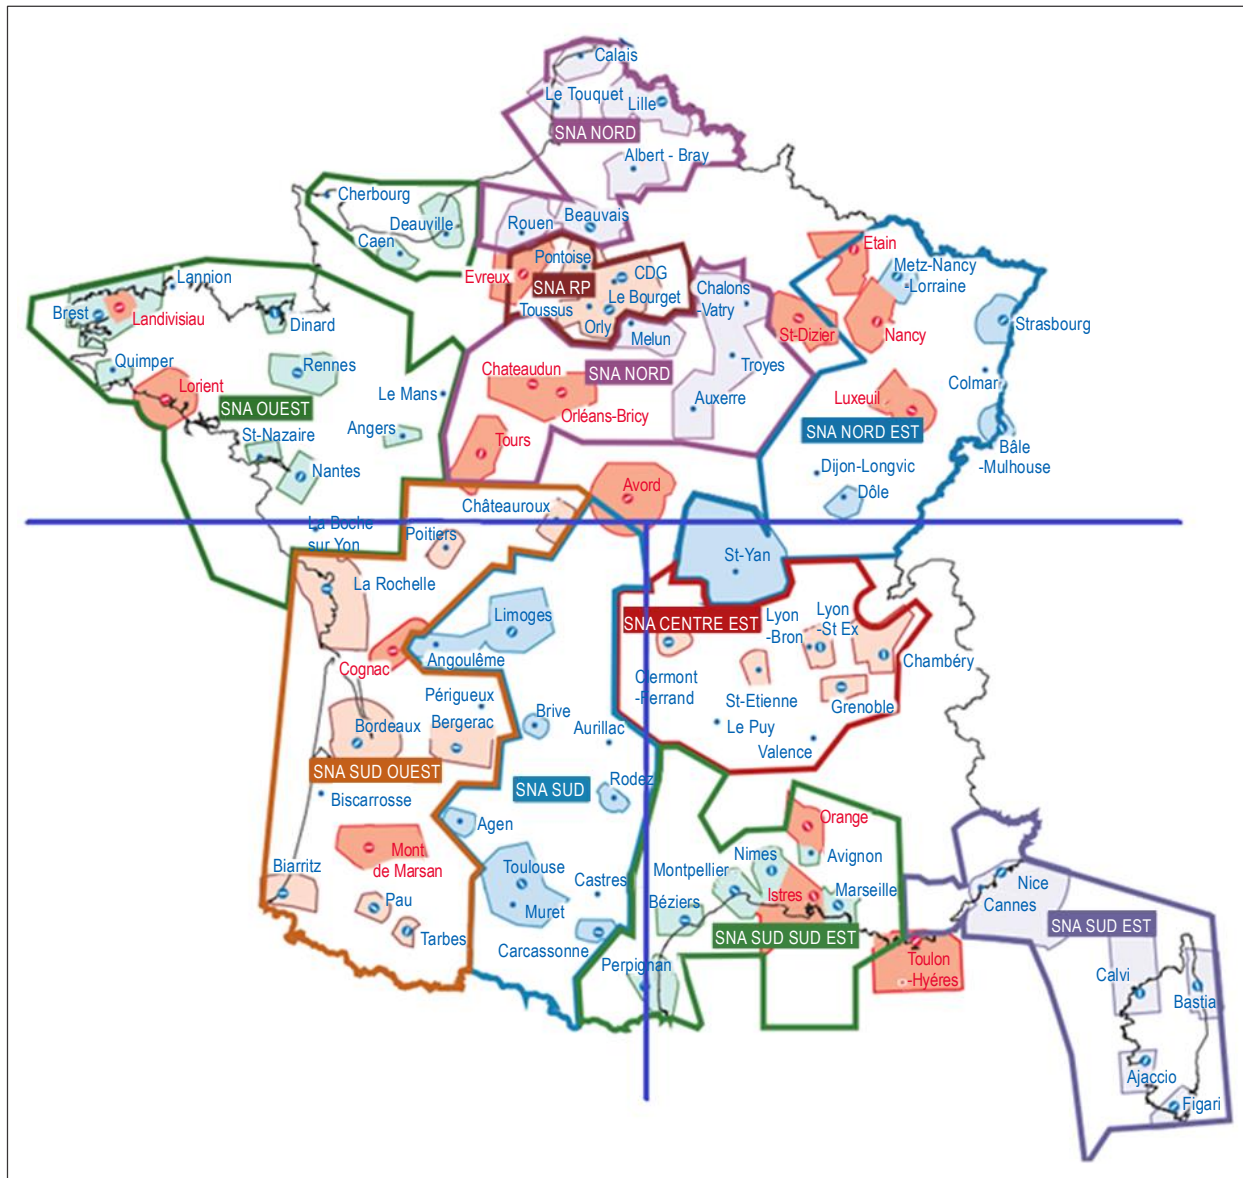 Calais
Le Touquet
Lille
SNA NORD
Albert - Bray
Cherbourg
Deauville
Caen
Rouen
Beauvais
Pontoise
Evreux
SNA RP
CDG
Le Bourget
Toussus
Orly
Melun
Chalons
-Vatry
Etain
Metz-Nancy
-Lorraine
St-Dizier
Nancy
Strasbourg
Lannion
Brest
Landivisiau
Dinard
Quimper
Rennes
Lorient
SNA OUEST
Le Mans
St-Nazaire
Angers
Nantes
Chateaudun
SNA NORD
Orléans-Bricy
Troyes
Auxerre
Tours
Colmar
Luxeuil
SNA NORD EST
Bâle
-Mulhouse
Dijon-Longvic
Dôle
Avord
Châteauroux
La Roche
sur Yon
Poitiers
St-Yan
La Rochelle
Limoges
SNA CENTRE EST
Lyon
-Bron
Lyon
-St Ex
Cognac
Angoulême
Chambéry
Clermont
-Ferrand
St-Etienne
Grenoble
Périgueux
Bergerac
Bordeaux
Brive
Aurillac
Le Puy
Valence
SNA SUD OUEST
SNA SUD
Rodez
Biscarrosse
Agen
Orange
Mont
de Marsan
Biarritz
Toulouse
Muret
Castres
Pau
Tarbes
Carcassonne
Montpellier
Nimes
Avignon
Béziers
Istres
Marseille
SNA SUD SUD EST
Perpignan
Toulon
-Hyéres
Nice
Cannes
SNA SUD EST
Calvi
Bastia
Ajaccio
Figari